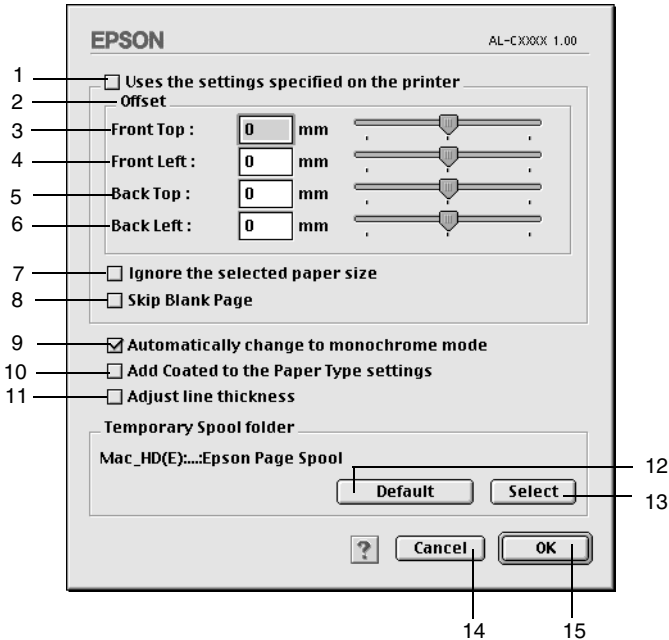 EPSON AL-CXXXX 1.00
1 Uses the settings specified on the printer
2 Offset
3 Front Top : 0 mm
4 Front Left : 0 mm
5 Back Top : 0 mm
6 Back Left : 0 mm
7 Ignore the selected paper size
8 Skip Blank Page
9 Automatically change to monochrome mode
10 Add Coated to the Paper Type settings
11 Adjust line thickness
Temporary Spool folder
Mac_HD(E):...:Epson Page Spool
12
Default Select 13
? Cancel OK
14 15